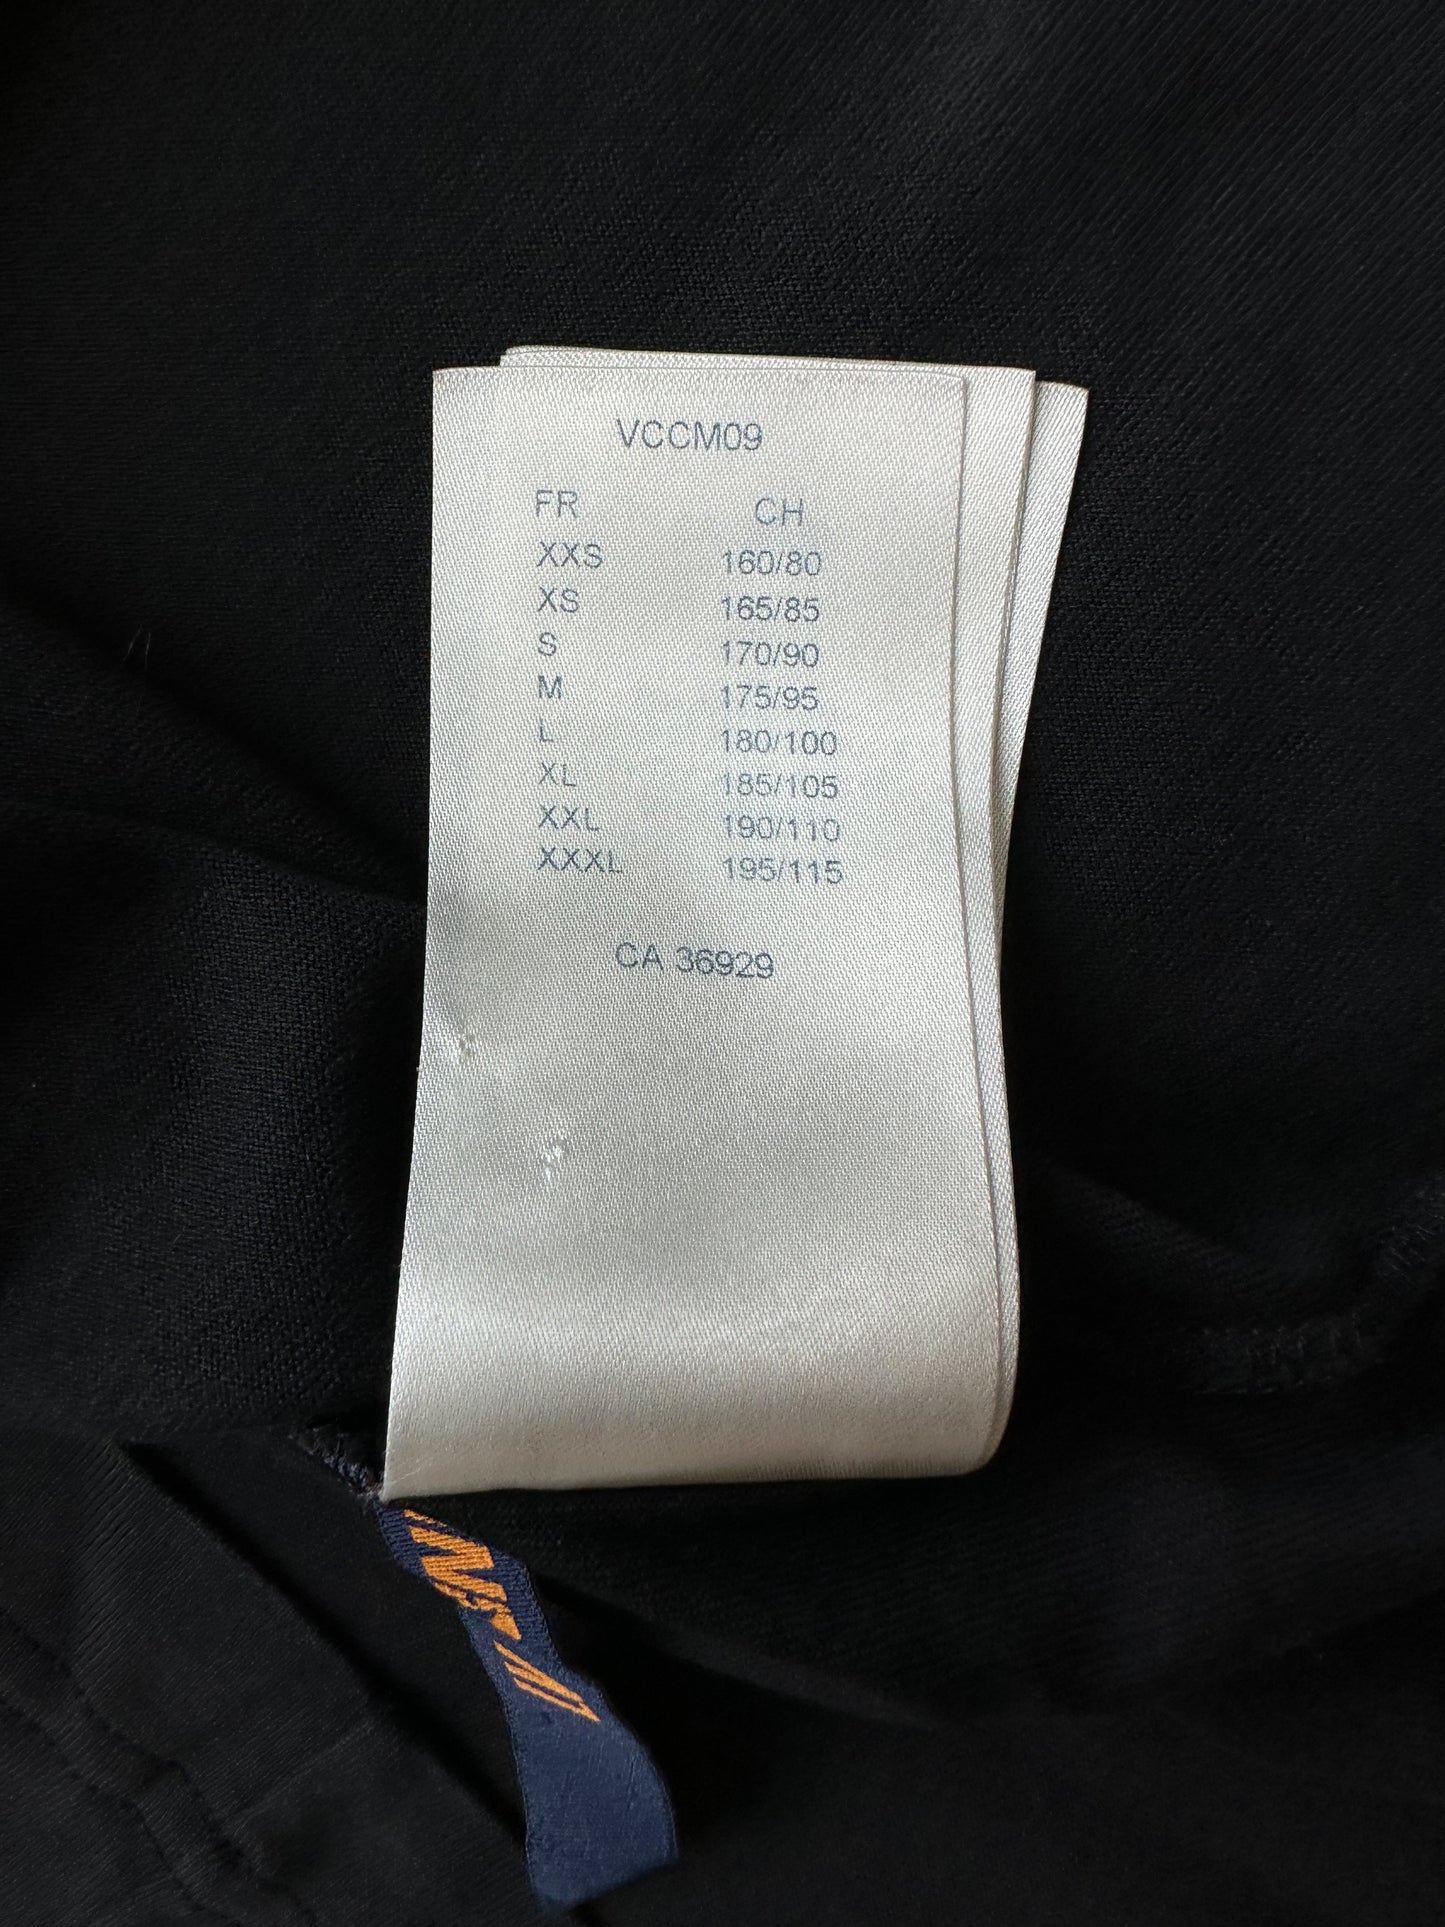 VCCM09
FR CH
XXS 160/80
XS 165/85
S 170/90
M 175/95
L 180/100
XL 185/105
XXL 190/110
XXXL 195/115
CA 36929